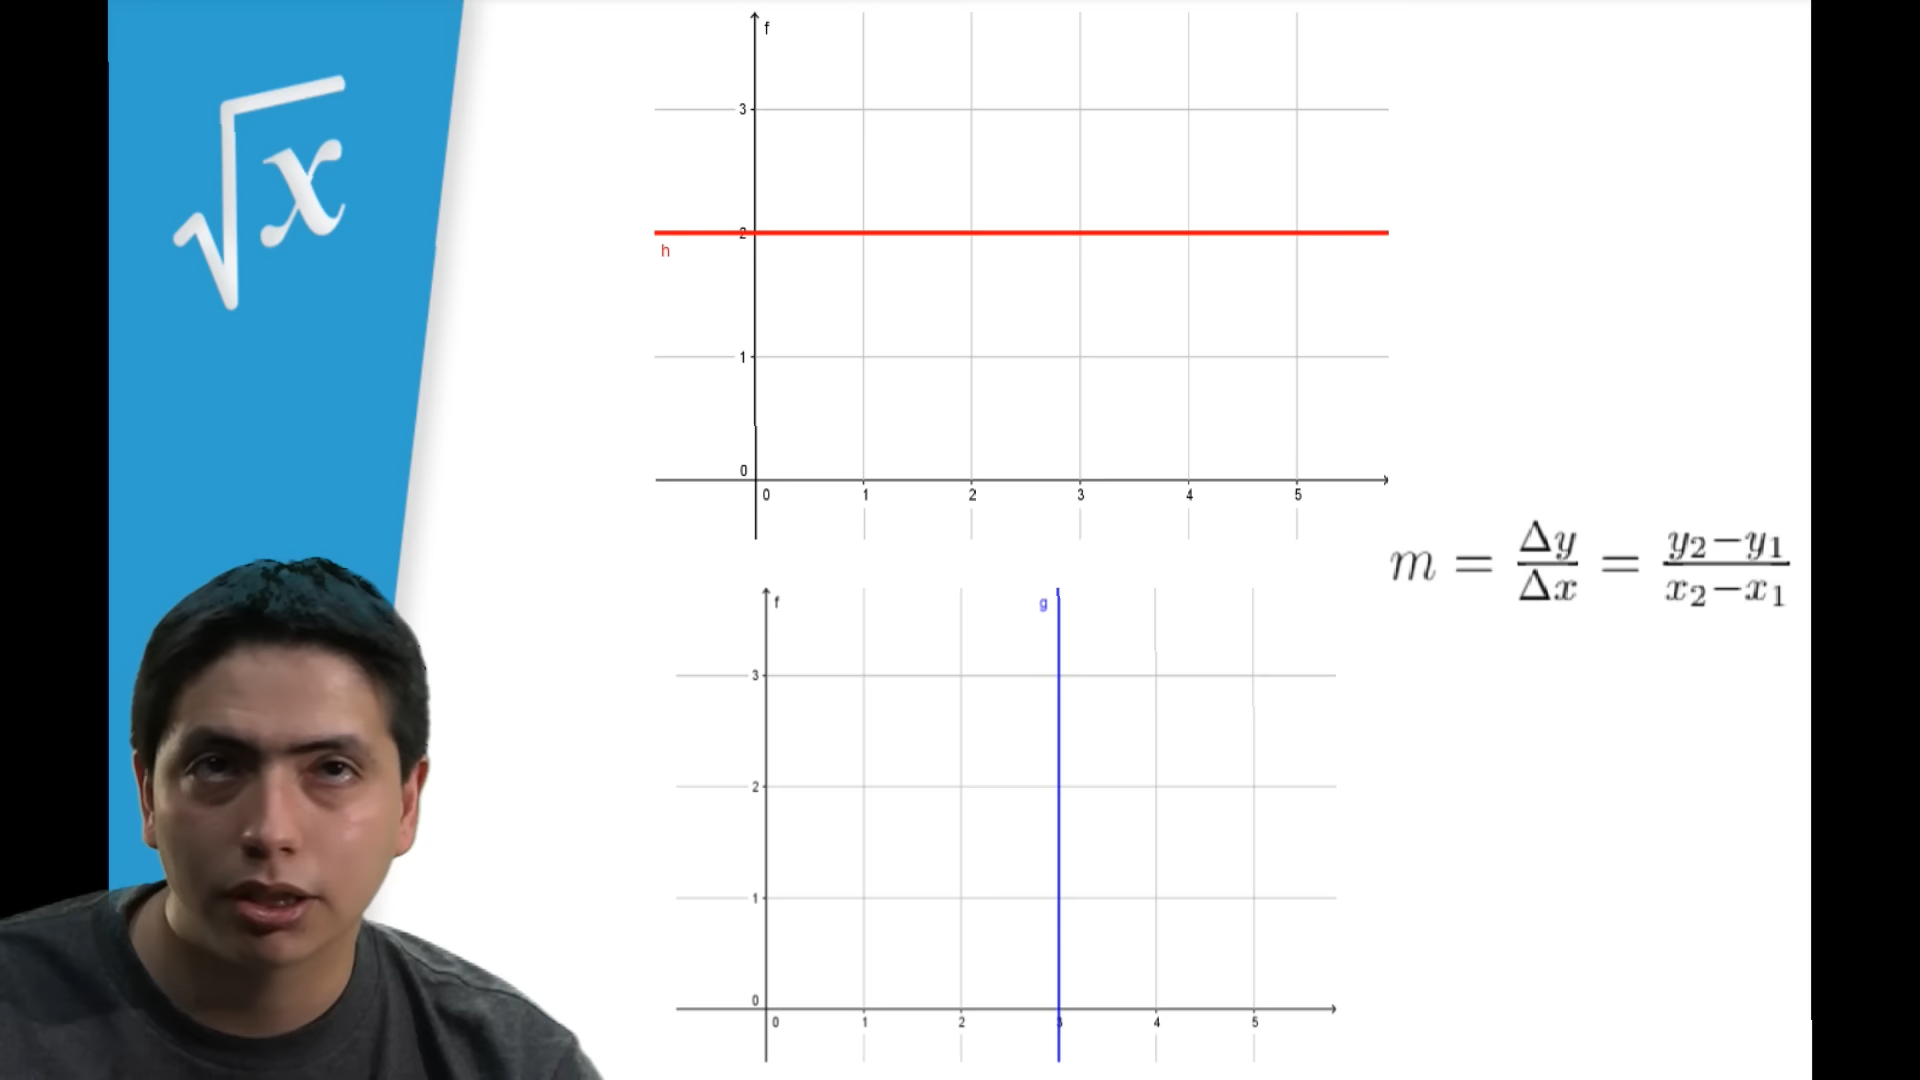 √x
f
3
2
h
1
0
0 1 2 3 4 5
m = Δy/Δx = y₂−y₁/x₂−x₁
f
g
3
2
1
0
0 1 2 3 4 5